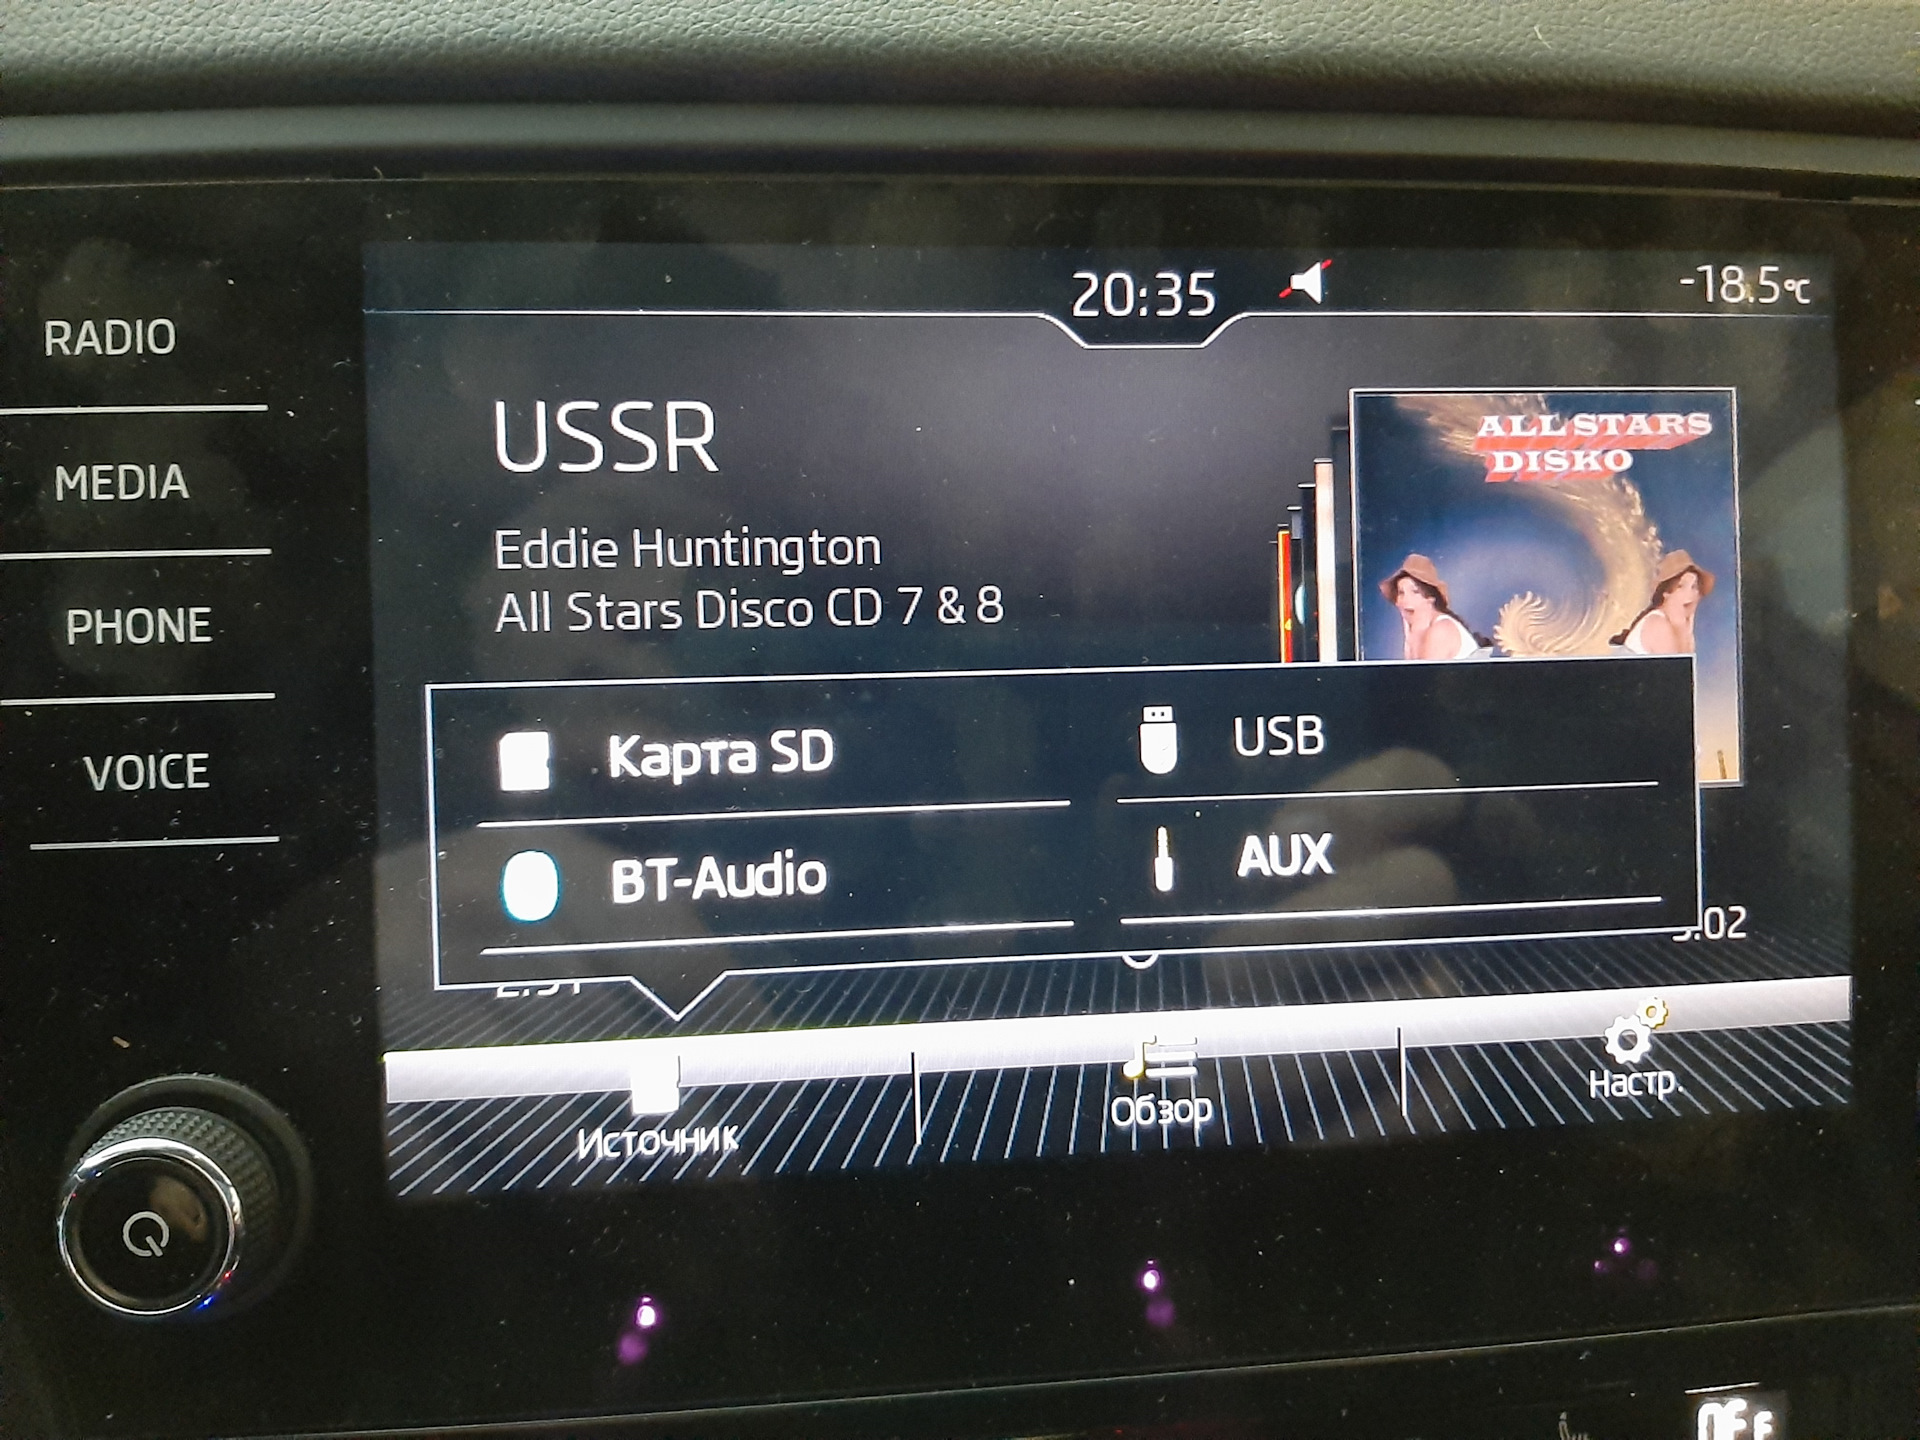 20:35
-18.5°C
RADIO
MEDIA
PHONE
VOICE
USSR
Eddie Huntington
All Stars Disco CD 7 & 8
ALL STARS
DISKO
Карта SD
USB
BT-Audio
AUX
Источник
Обзор
Настр.
OFF